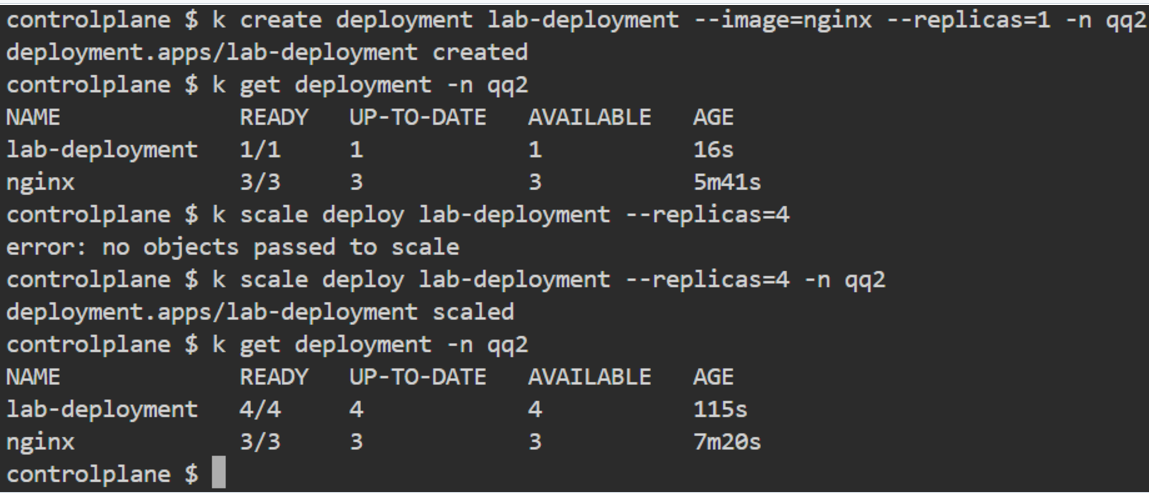 controlplane $ k create deployment lab-deployment --image=nginx --replicas=1 -n qq2
deployment.apps/lab-deployment created
controlplane $ k get deployment -n qq2
NAME             READY   UP-TO-DATE   AVAILABLE   AGE
lab-deployment   1/1     1            1           16s
nginx            3/3     3            3           5m41s
controlplane $ k scale deploy lab-deployment --replicas=4
error: no objects passed to scale
controlplane $ k scale deploy lab-deployment --replicas=4 -n qq2
deployment.apps/lab-deployment scaled
controlplane $ k get deployment -n qq2
NAME             READY   UP-TO-DATE   AVAILABLE   AGE
lab-deployment   4/4     4            4           115s
nginx            3/3     3            3           7m20s
controlplane $